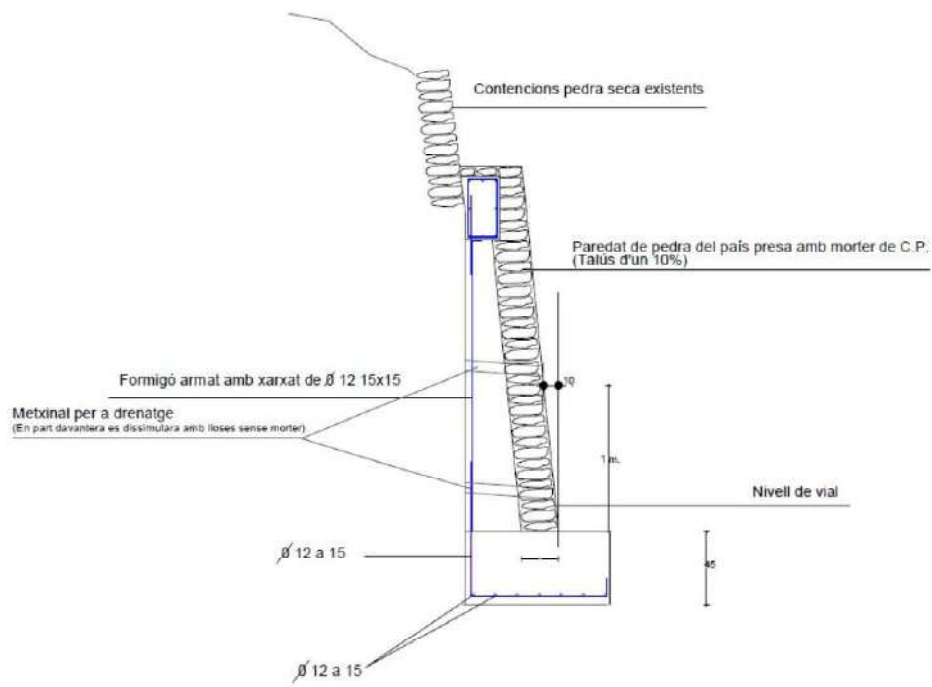 Contencions pedra seca existents
Paredat de pedra del país presa amb morter de C.P.
(Talús d'un 10%)
Formigó armat amb xarxat de Ø 12 15x15
10
Metxinal per a drenatge
(En part davantera es dissimulara amb lloses sense morter)
1 m.
Nivell de vial
Ø 12 a 15
45
Ø 12 a 15